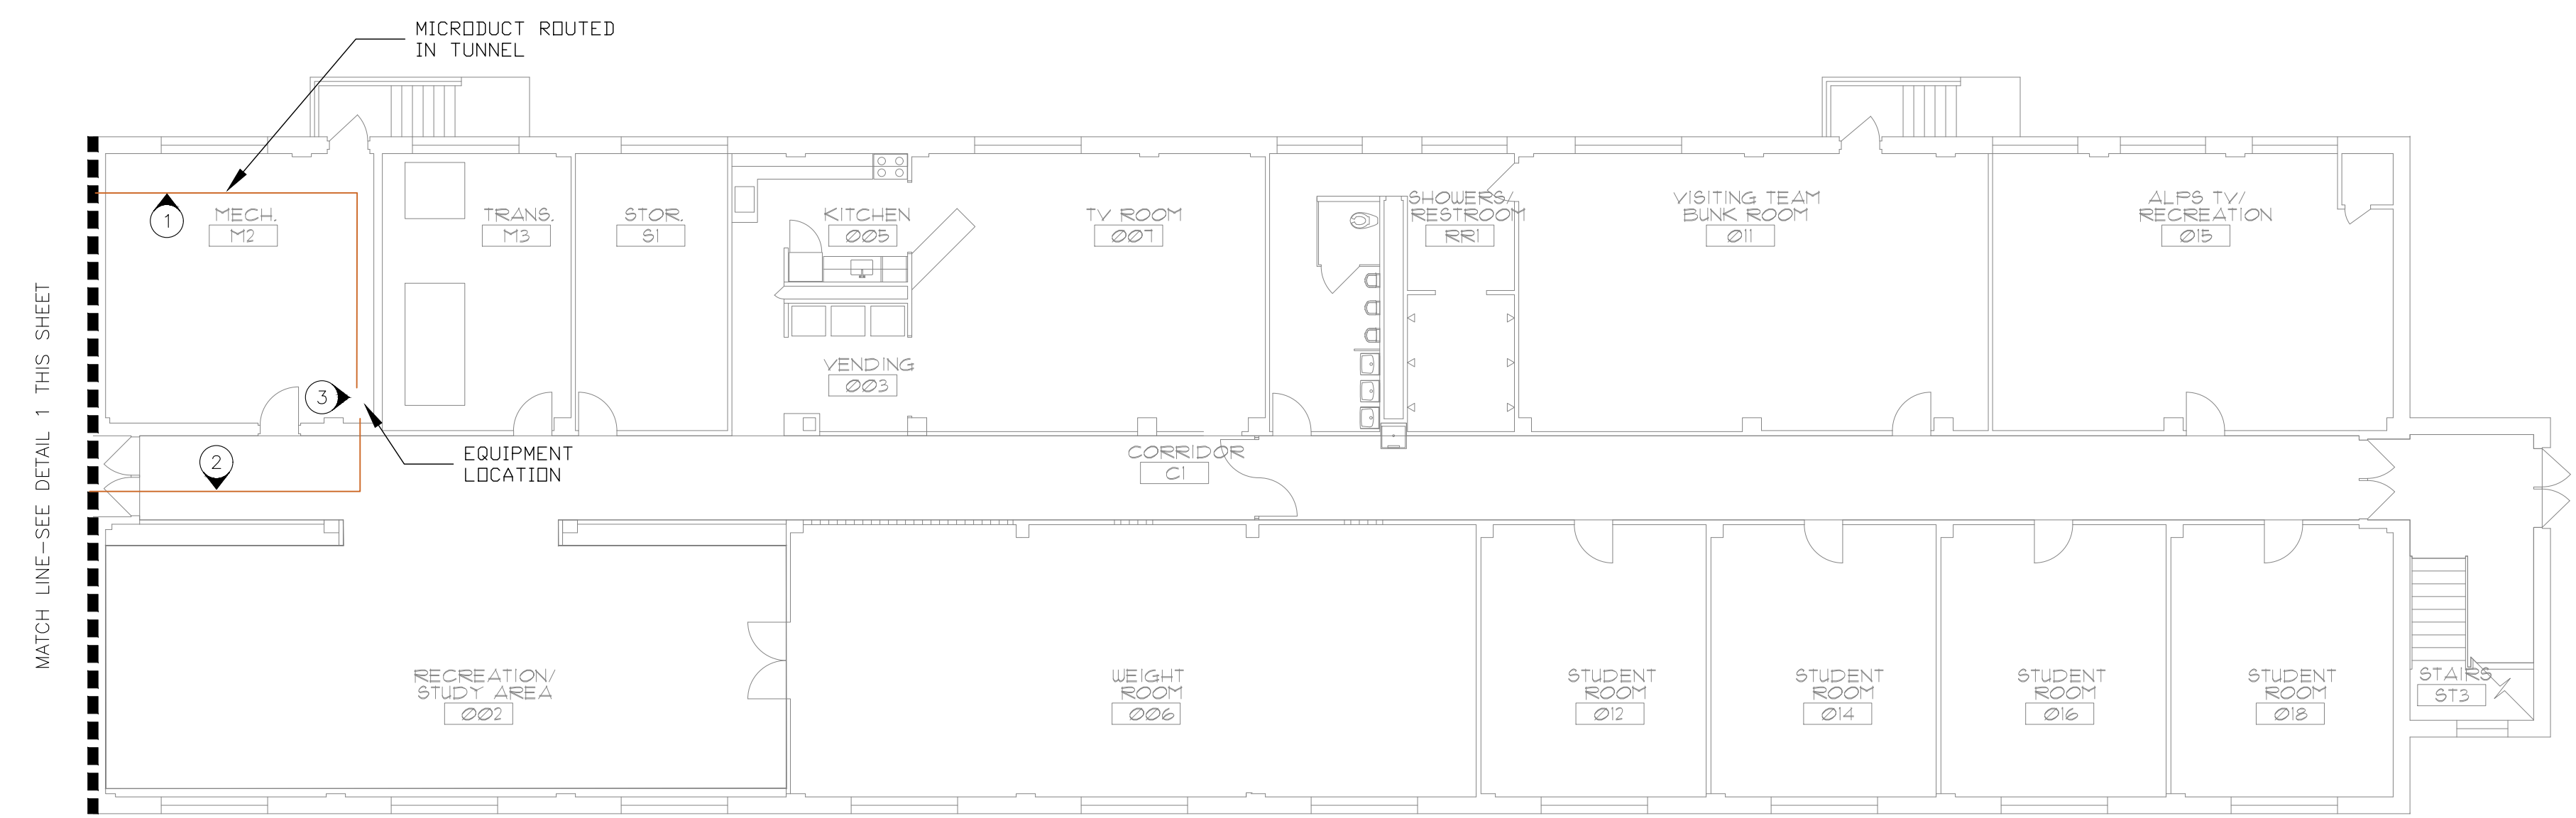 MICRODUCT ROUTED
IN TUNNEL
MATCH LINE-SEE DETAIL 1 THIS SHEET
1
MECH.
M2
TRANS.
M3
STOR.
S1
KITCHEN
005
TV ROOM
007
SHOWERS/
RESTROOM
RR1
VISITING TEAM
BUNK ROOM
011
ALPS TV/
RECREATION
015
VENDING
003
3
EQUIPMENT
LOCATION
2
CORRIDOR
C1
RECREATION/
STUDY AREA
002
WEIGHT
ROOM
006
STUDENT
ROOM
012
STUDENT
ROOM
014
STUDENT
ROOM
016
STUDENT
ROOM
018
STAIRS
ST3